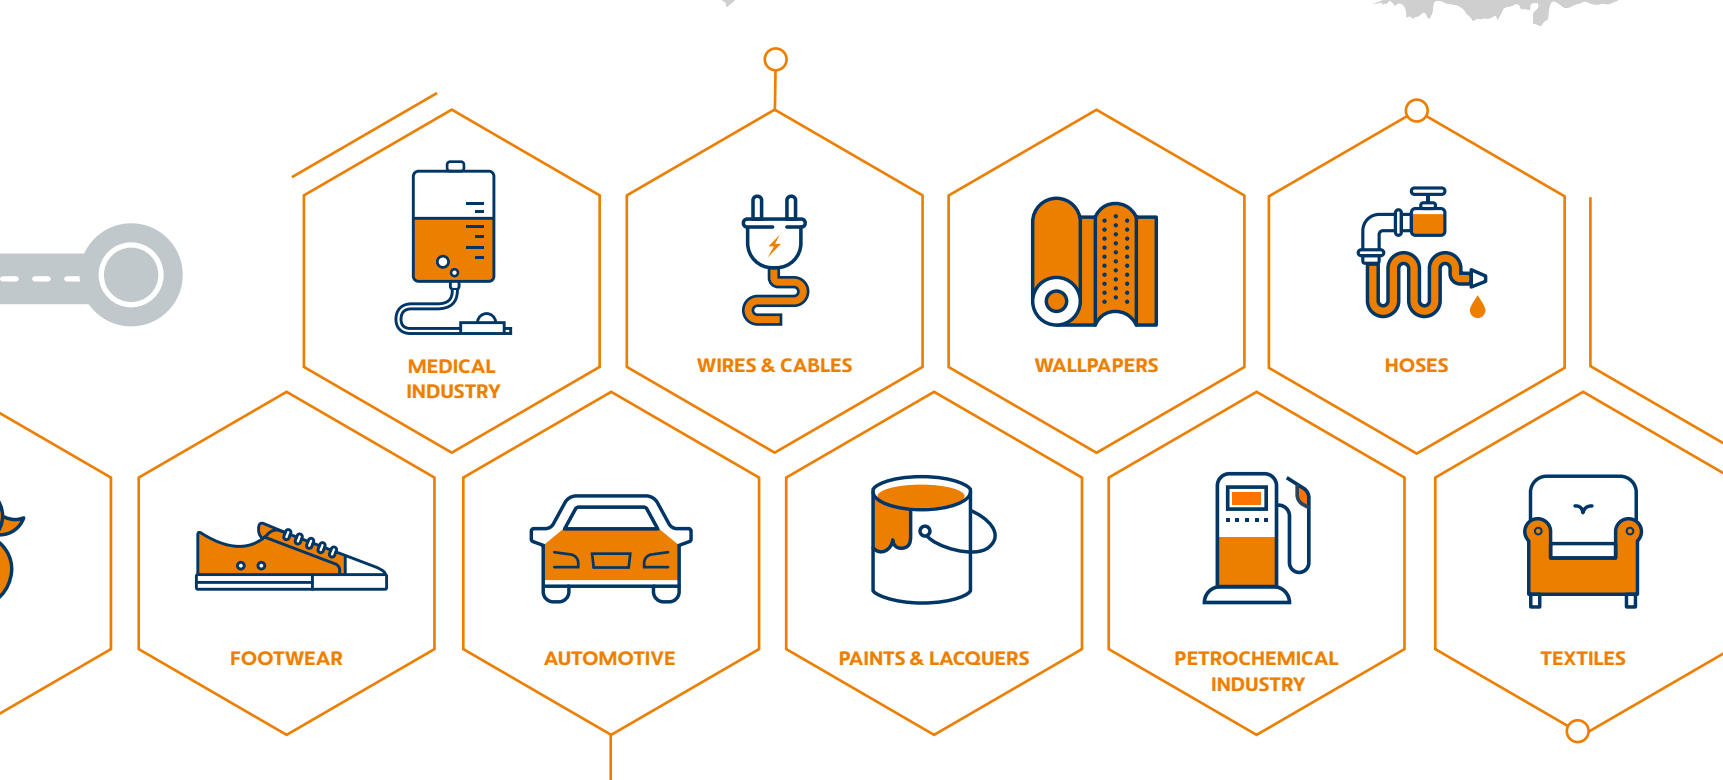 MEDICAL
INDUSTRY
WIRES & CABLES
WALLPAPERS
HOSES
FOOTWEAR
AUTOMOTIVE
PAINTS & LACQUERS
PETROCHEMICAL
INDUSTRY
TEXTILES